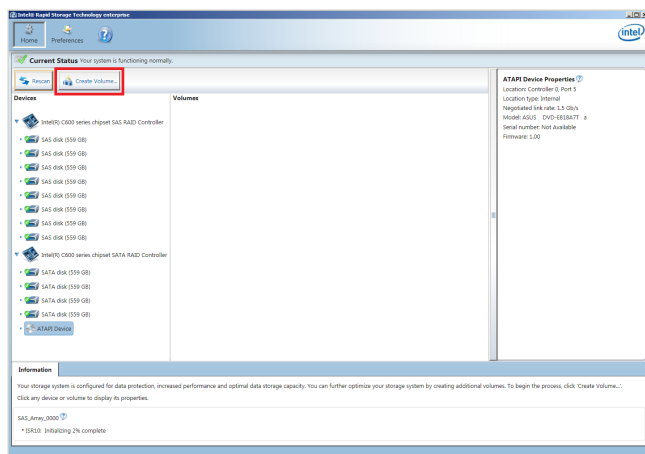 Intel® Rapid Storage Technology enterprise
Home
Preferences
intel
Current Status Your system is functioning normally.
Rescan
Create Volume...
Devices
Volumes
Intel(R) C600 series chipset SAS RAID Controller
SAS disk (559 GB)
SAS disk (559 GB)
SAS disk (559 GB)
SAS disk (559 GB)
SAS disk (559 GB)
SAS disk (559 GB)
SAS disk (559 GB)
SAS disk (559 GB)
Intel(R) C600 series chipset SATA RAID Controller
SATA disk (559 GB)
SATA disk (559 GB)
SATA disk (559 GB)
SATA disk (559 GB)
ATAPI Device
ATAPI Device Properties
Location: Controller 0, Port 5
Location type: Internal
Negotiated link rate: 1.5 Gb/s
Model: ASUS DVD-E818A7T a
Serial number: Not Available
Firmware: 1.00
Information
Your storage system is configured for data protection, increased performance and optimal data storage capacity. You can further optimize your storage system by creating additional volumes. To begin the process, click 'Create Volume...'.
Click any device or volume to display its properties.
SAS_Array_0000
• ISR10: Initializing 2% complete